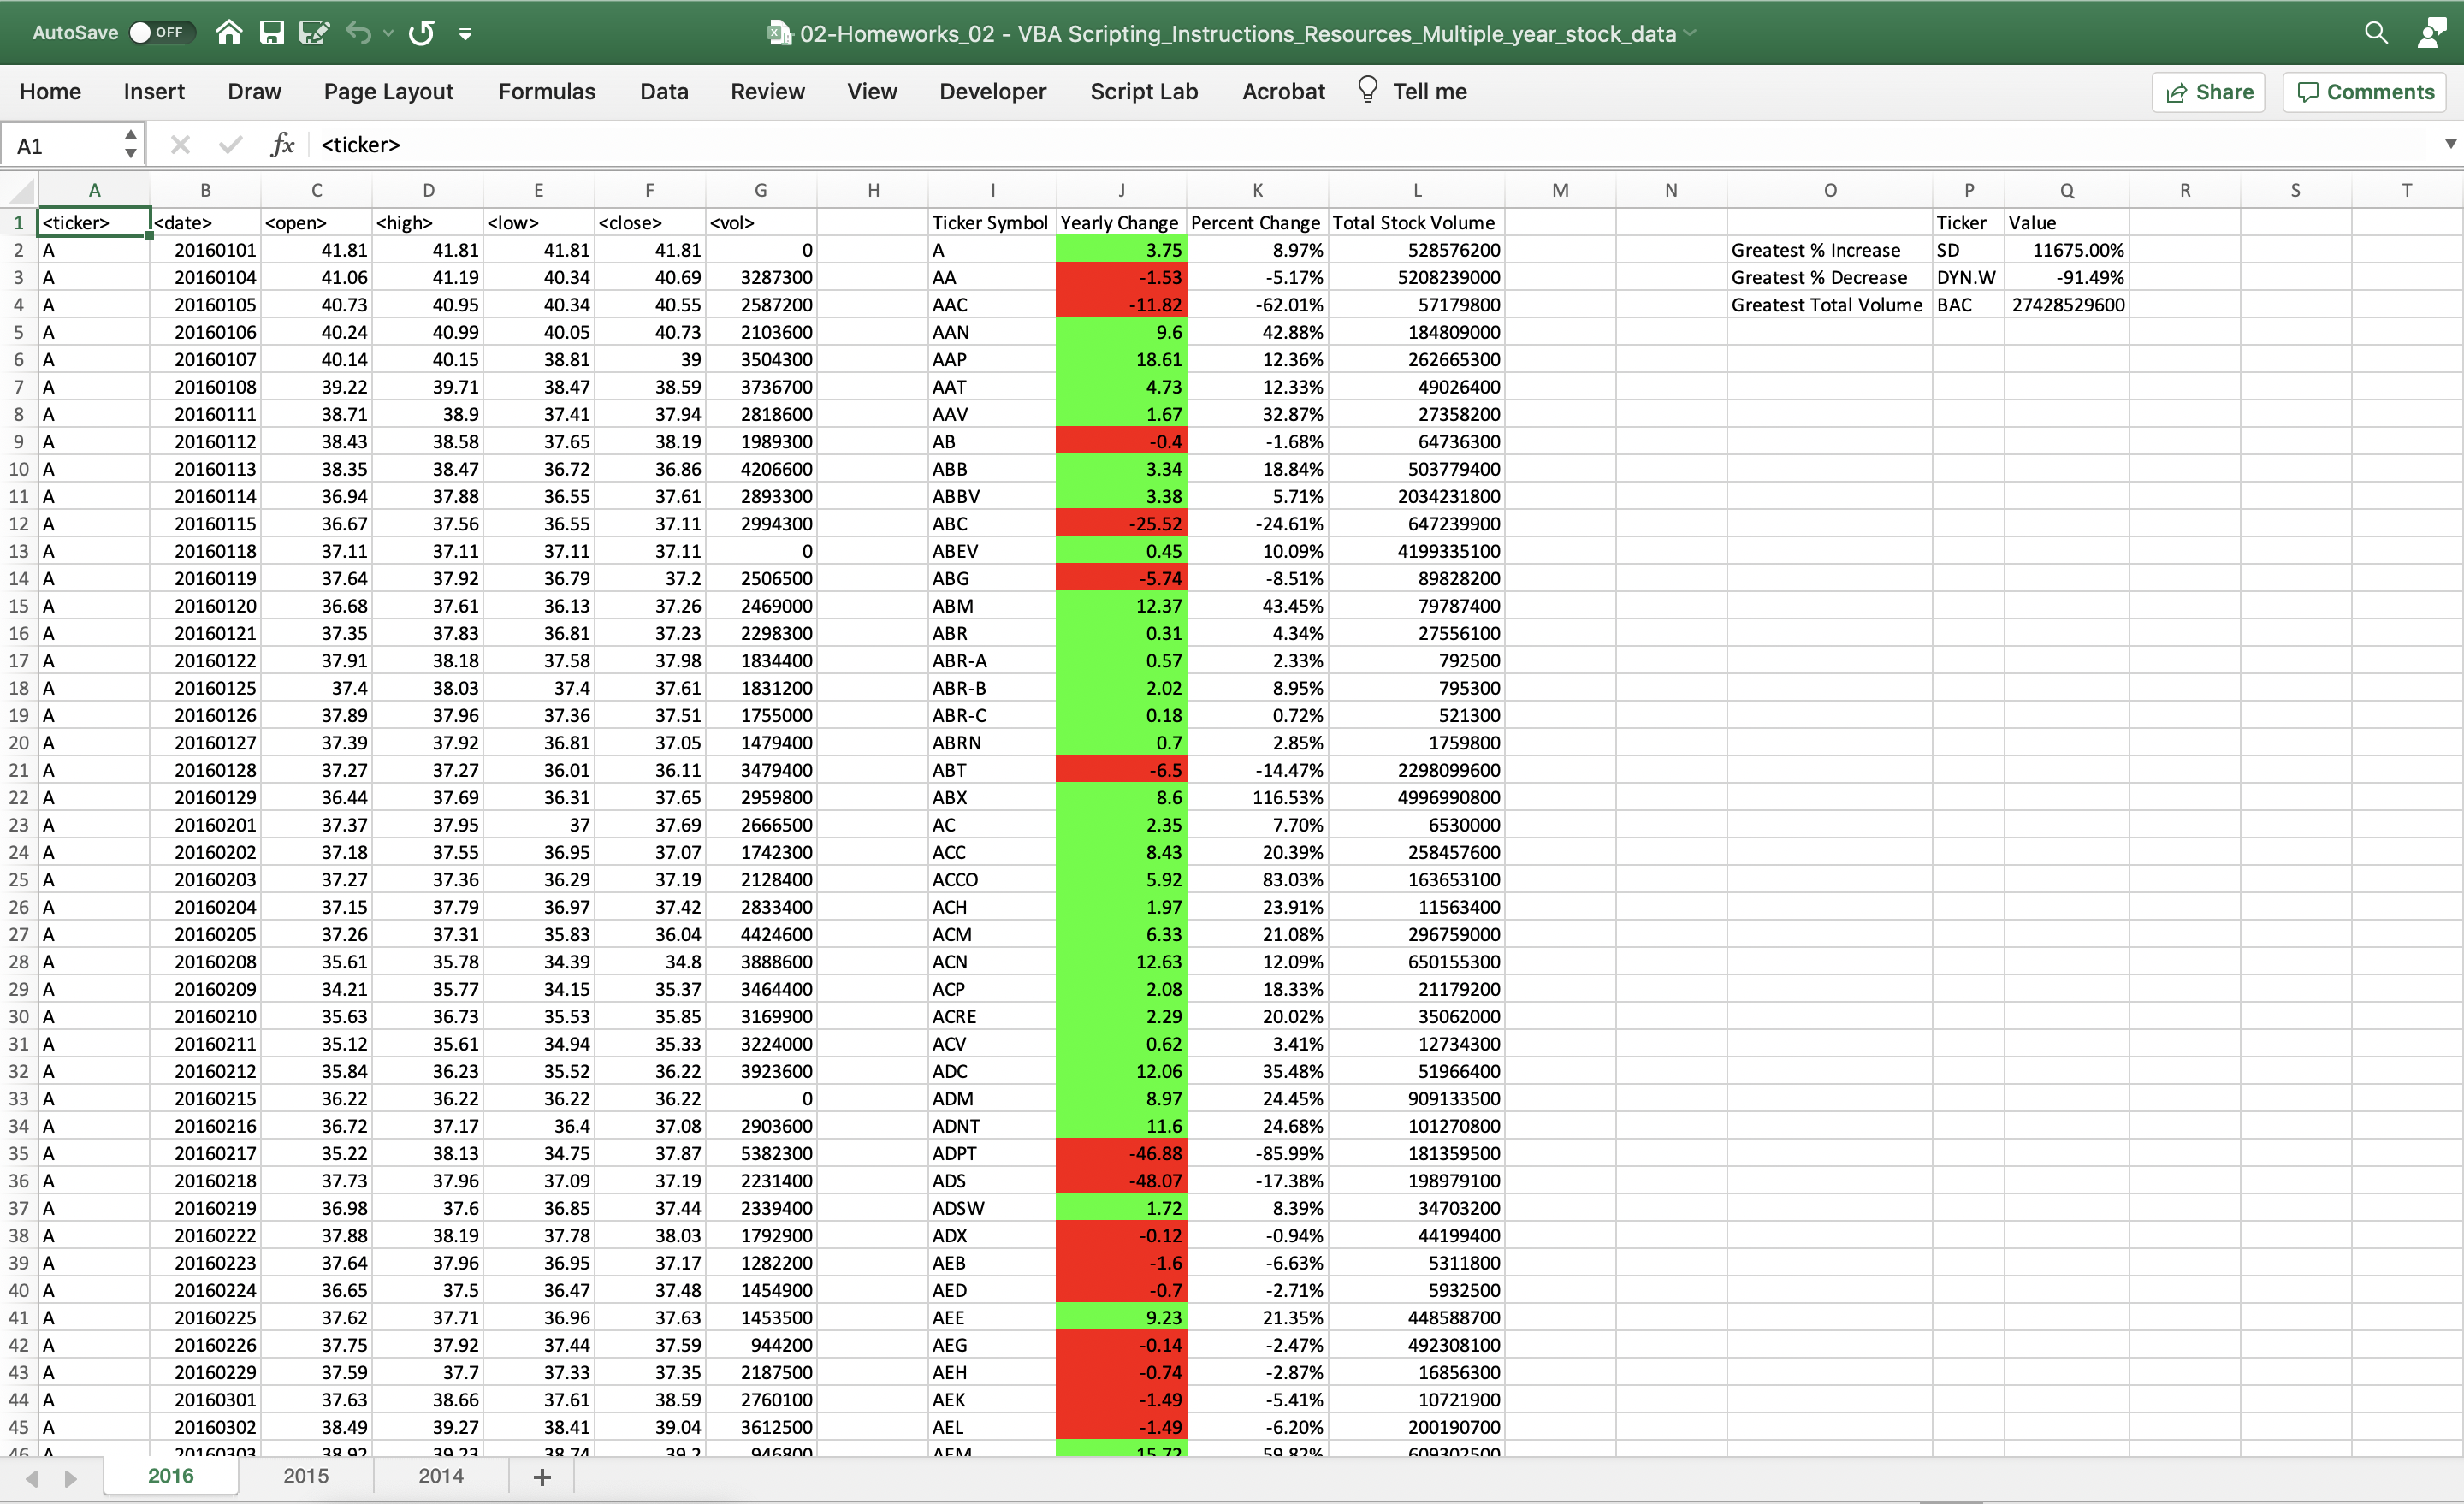 AutoSave OFF 02-Homeworks_02 - VBA Scripting_Instructions_Resources_Multiple_year_stock_data
Home Insert Draw Page Layout Formulas Data Review View Developer Script Lab Acrobat Tell me Share Comments
A1 fx <ticker>
A B C D E F G H I J K L M N O P Q R S T
1 <ticker> <date> <open> <high> <low> <close> <vol> Ticker Symbol Yearly Change Percent Change Total Stock Volume Ticker Value
2 A 20160101 41.81 41.81 41.81 41.81 0 A 3.75 8.97% 528576200 Greatest % Increase SD 11675.00%
3 A 20160104 41.06 41.19 40.34 40.69 3287300 AA -1.53 -5.17% 5208239000 Greatest % Decrease DYN.W -91.49%
4 A 20160105 40.73 40.95 40.34 40.55 2587200 AAC -11.82 -62.01% 57179800 Greatest Total Volume BAC 27428529600
5 A 20160106 40.24 40.99 40.05 40.73 2103600 AAN 9.6 42.88% 184809000
6 A 20160107 40.14 40.15 38.81 39 3504300 AAP 18.61 12.36% 262665300
7 A 20160108 39.22 39.71 38.47 38.59 3736700 AAT 4.73 12.33% 49026400
8 A 20160111 38.71 38.9 37.41 37.94 2818600 AAV 1.67 32.87% 27358200
9 A 20160112 38.43 38.58 37.65 38.19 1989300 AB -0.4 -1.68% 64736300
10 A 20160113 38.35 38.47 36.72 36.86 4206600 ABB 3.34 18.84% 503779400
11 A 20160114 36.94 37.88 36.55 37.61 2893300 ABBV 3.38 5.71% 2034231800
12 A 20160115 36.67 37.56 36.55 37.11 2994300 ABC -25.52 -24.61% 647239900
13 A 20160118 37.11 37.11 37.11 37.11 0 ABEV 0.45 10.09% 4199335100
14 A 20160119 37.64 37.92 36.79 37.2 2506500 ABG -5.74 -8.51% 89828200
15 A 20160120 36.68 37.61 36.13 37.26 2469000 ABM 12.37 43.45% 79787400
16 A 20160121 37.35 37.83 36.81 37.23 2298300 ABR 0.31 4.34% 27556100
17 A 20160122 37.91 38.18 37.58 37.98 1834400 ABR-A 0.57 2.33% 792500
18 A 20160125 37.4 38.03 37.4 37.61 1831200 ABR-B 2.02 8.95% 795300
19 A 20160126 37.89 37.96 37.36 37.51 1755000 ABR-C 0.18 0.72% 521300
20 A 20160127 37.39 37.92 36.81 37.05 1479400 ABRN 0.7 2.85% 1759800
21 A 20160128 37.27 37.27 36.01 36.11 3479400 ABT -6.5 -14.47% 2298099600
22 A 20160129 36.44 37.69 36.31 37.65 2959800 ABX 8.6 116.53% 4996990800
23 A 20160201 37.37 37.95 37 37.69 2666500 AC 2.35 7.70% 6530000
24 A 20160202 37.18 37.55 36.95 37.07 1742300 ACC 8.43 20.39% 258457600
25 A 20160203 37.27 37.36 36.29 37.19 2128400 ACCO 5.92 83.03% 163653100
26 A 20160204 37.15 37.79 36.97 37.42 2833400 ACH 1.97 23.91% 11563400
27 A 20160205 37.26 37.31 35.83 36.04 4424600 ACM 6.33 21.08% 296759000
28 A 20160208 35.61 35.78 34.39 34.8 3888600 ACN 12.63 12.09% 650155300
29 A 20160209 34.21 35.77 34.15 35.37 3464400 ACP 2.08 18.33% 21179200
30 A 20160210 35.63 36.73 35.53 35.85 3169900 ACRE 2.29 20.02% 35062000
31 A 20160211 35.12 35.61 34.94 35.33 3224000 ACV 0.62 3.41% 12734300
32 A 20160212 35.84 36.23 35.52 36.22 3923600 ADC 12.06 35.48% 51966400
33 A 20160215 36.22 36.22 36.22 36.22 0 ADM 8.97 24.45% 909133500
34 A 20160216 36.72 37.17 36.4 37.08 2903600 ADNT 11.6 24.68% 101270800
35 A 20160217 35.22 38.13 34.75 37.87 5382300 ADPT -46.88 -85.99% 181359500
36 A 20160218 37.73 37.96 37.09 37.19 2231400 ADS -48.07 -17.38% 198979100
37 A 20160219 36.98 37.6 36.85 37.44 2339400 ADSW 1.72 8.39% 34703200
38 A 20160222 37.88 38.19 37.78 38.03 1792900 ADX -0.12 -0.94% 44199400
39 A 20160223 37.64 37.96 36.95 37.17 1282200 AEB -1.6 -6.63% 5311800
40 A 20160224 36.65 37.5 36.47 37.48 1454900 AED -0.7 -2.71% 5932500
41 A 20160225 37.62 37.71 36.96 37.63 1453500 AEE 9.23 21.35% 448588700
42 A 20160226 37.75 37.92 37.44 37.59 944200 AEG -0.14 -2.47% 492308100
43 A 20160229 37.59 37.7 37.33 37.35 2187500 AEH -0.74 -2.87% 16856300
44 A 20160301 37.63 38.66 37.61 38.59 2760100 AEK -1.49 -5.41% 10721900
45 A 20160302 38.49 39.27 38.41 39.04 3612500 AEL -1.49 -6.20% 200190700
46 A 20160303 38.92 39.23 38.74 39.2 946800 AEM 15.72 59.82% 609302500
2016 2015 2014